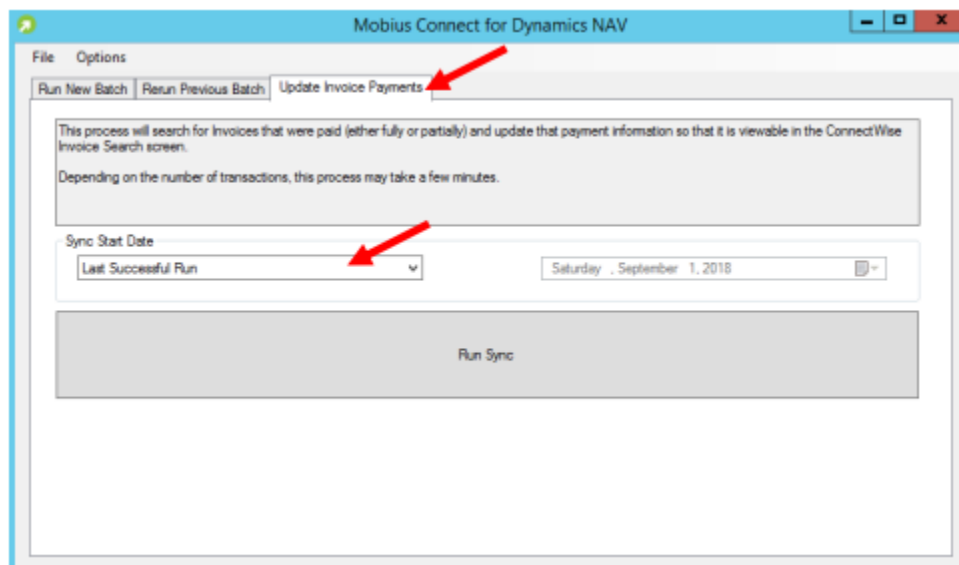 Mobius Connect for Dynamics NAV
File Options
Run New Batch Rerun Previous Batch Update Invoice Payments
This process will search for Invoices that were paid (either fully or partially) and update that payment information so that it is viewable in the ConnectWise
Invoice Search screen.
Depending on the number of transactions, this process may take a few minutes.
Sync Start Date
Last Successful Run Saturday , September 1, 2018
Run Sync